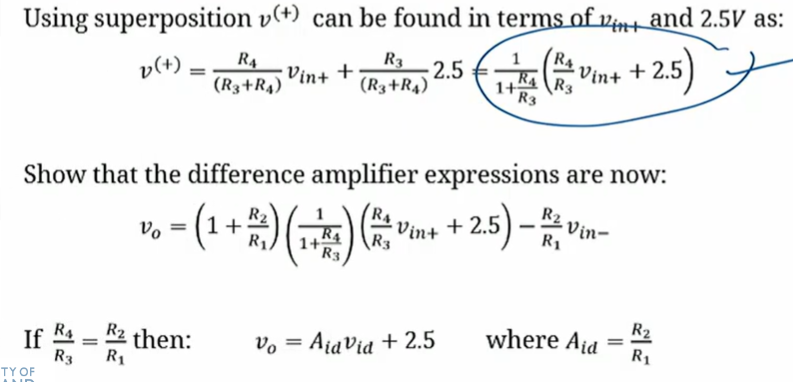 Using superposition v⁽⁺⁾ can be found in terms of v_in+ and 2.5V as:
v⁽⁺⁾ = R₄/(R₃+R₄) v_in+ + R₃/(R₃+R₄) 2.5 = 1/(1+R₄/R₃) (R₄/R₃ v_in+ + 2.5)
Show that the difference amplifier expressions are now:
v_o = (1 + R₂/R₁) (1/(1+R₄/R₃)) (R₄/R₃ v_in+ + 2.5) − R₂/R₁ v_in−
If R₄/R₃ = R₂/R₁ then: v_o = A_id v_id + 2.5 where A_id = R₂/R₁
TY OF